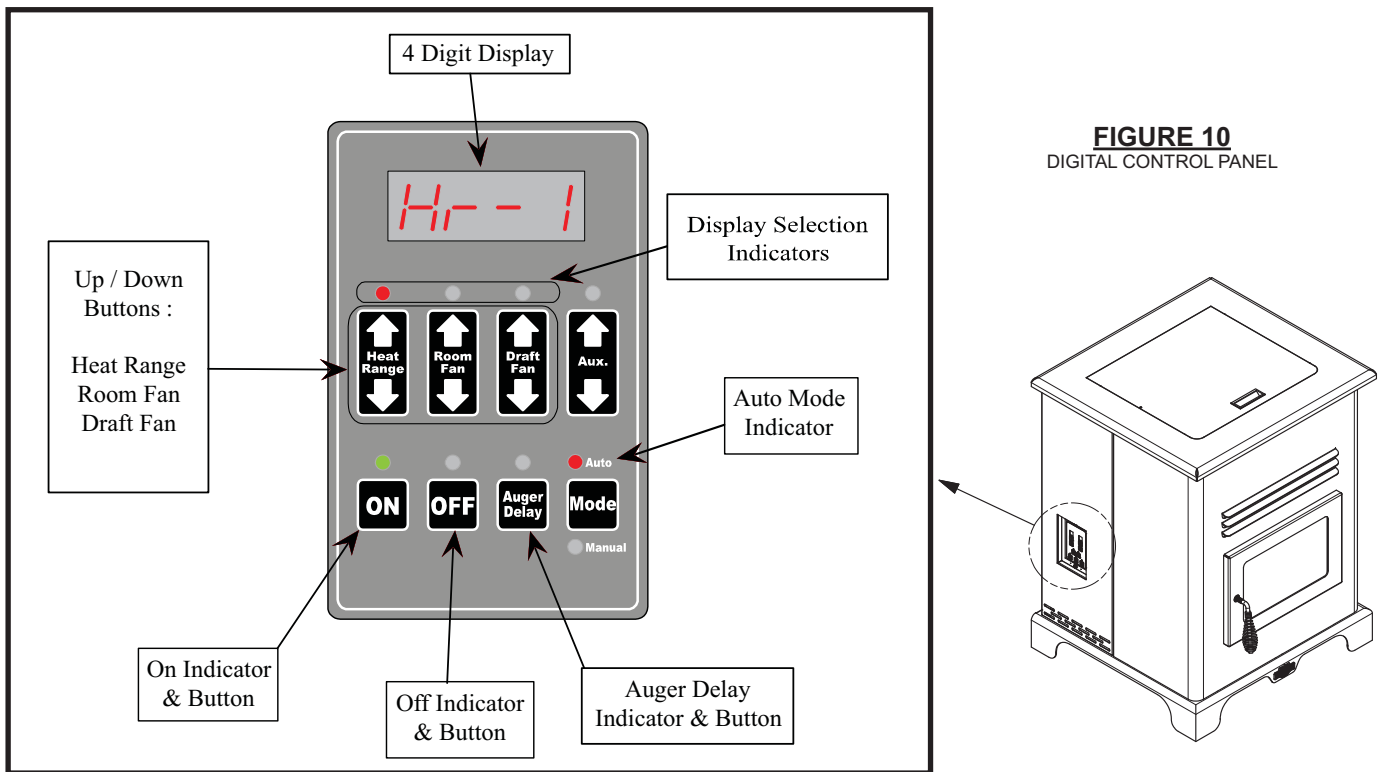 4 Digit Display
FIGURE 10
DIGITAL CONTROL PANEL
Hr-- 1
Display Selection
Indicators
Up / Down
Buttons :
Heat Range
Room Fan
Draft Fan
Heat
Range
Room
Fan
Draft
Fan
Aux.
Auto Mode
Indicator
Auto
ON
OFF
Auger
Delay
Mode
Manual
On Indicator
& Button
Off Indicator
& Button
Auger Delay
Indicator & Button